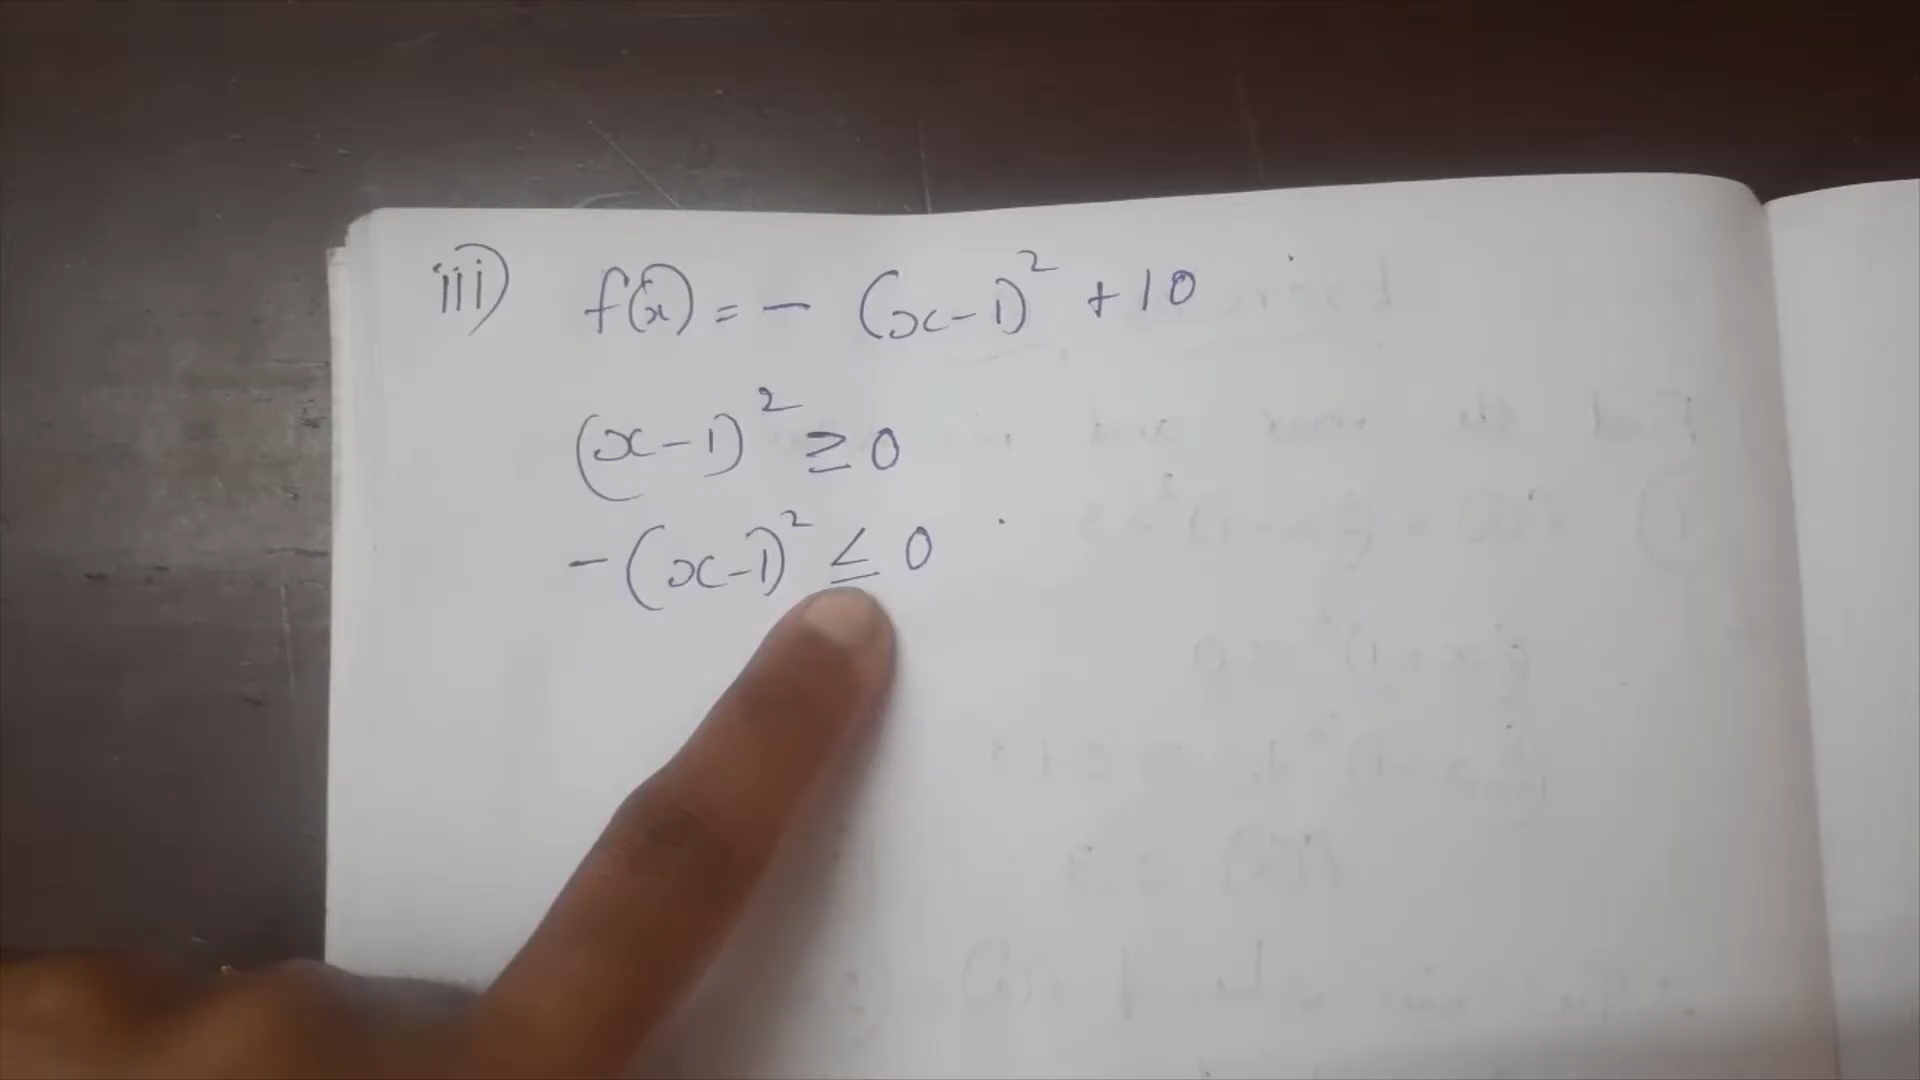 iii) f(x) = - (x-1)² + 10
(x-1)² ≥ 0
-(x-1)² ≤ 0